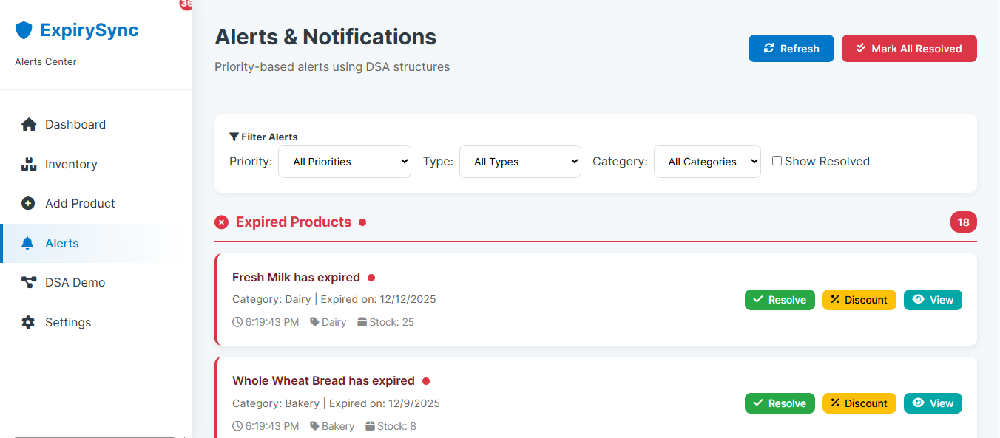 36
ExpirySync
Alerts Center
Dashboard
Inventory
Add Product
Alerts
DSA Demo
Settings
Alerts & Notifications
Priority-based alerts using DSA structures
Refresh
Mark All Resolved
Filter Alerts
Priority: All Priorities Type: All Types Category: All Categories Show Resolved
Expired Products 18
Fresh Milk has expired
Category: Dairy | Expired on: 12/12/2025
6:19:43 PM Dairy Stock: 25
Resolve Discount View
Whole Wheat Bread has expired
Category: Bakery | Expired on: 12/9/2025
6:19:43 PM Bakery Stock: 8
Resolve Discount View